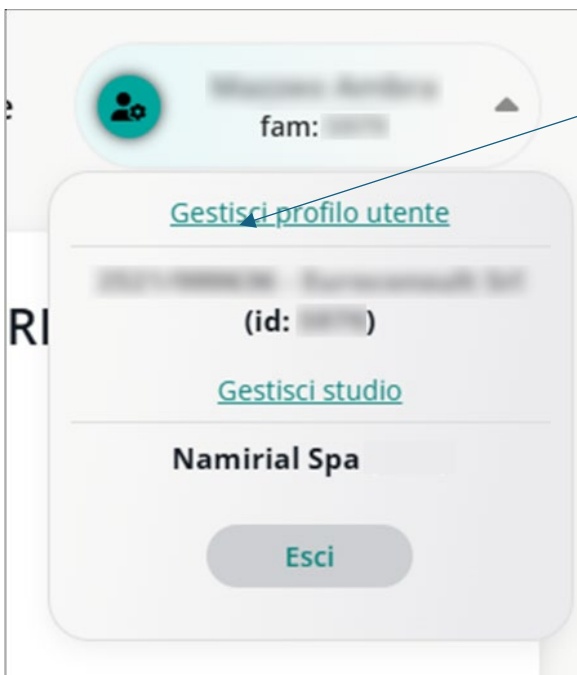 fam:
Gestisci profilo utente
RI
(id: )
Gestisci studio
Namirial Spa
Esci